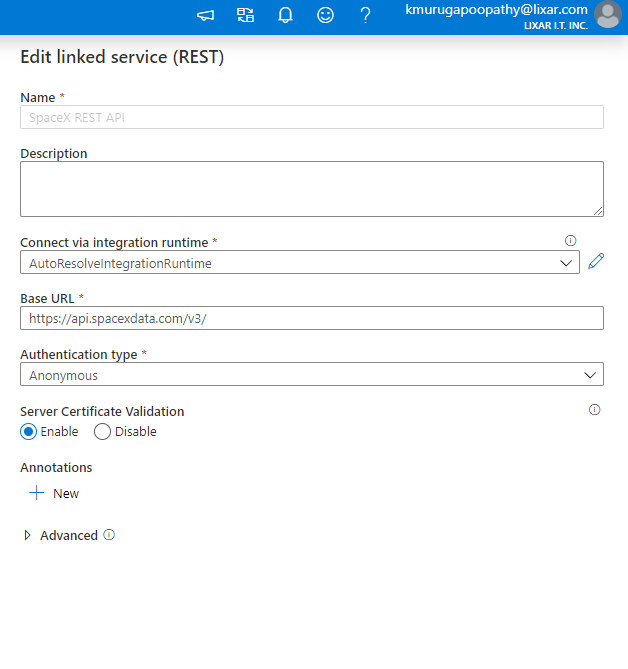 kmurugapoopathy@lixar.com
LIXAR I.T. INC.
Edit linked service (REST)
Name *
SpaceX REST API
Description
Connect via integration runtime *
AutoResolveIntegrationRuntime
Base URL *
https://api.spacexdata.com/v3/
Authentication type *
Anonymous
Server Certificate Validation
Enable Disable
Annotations
New
Advanced